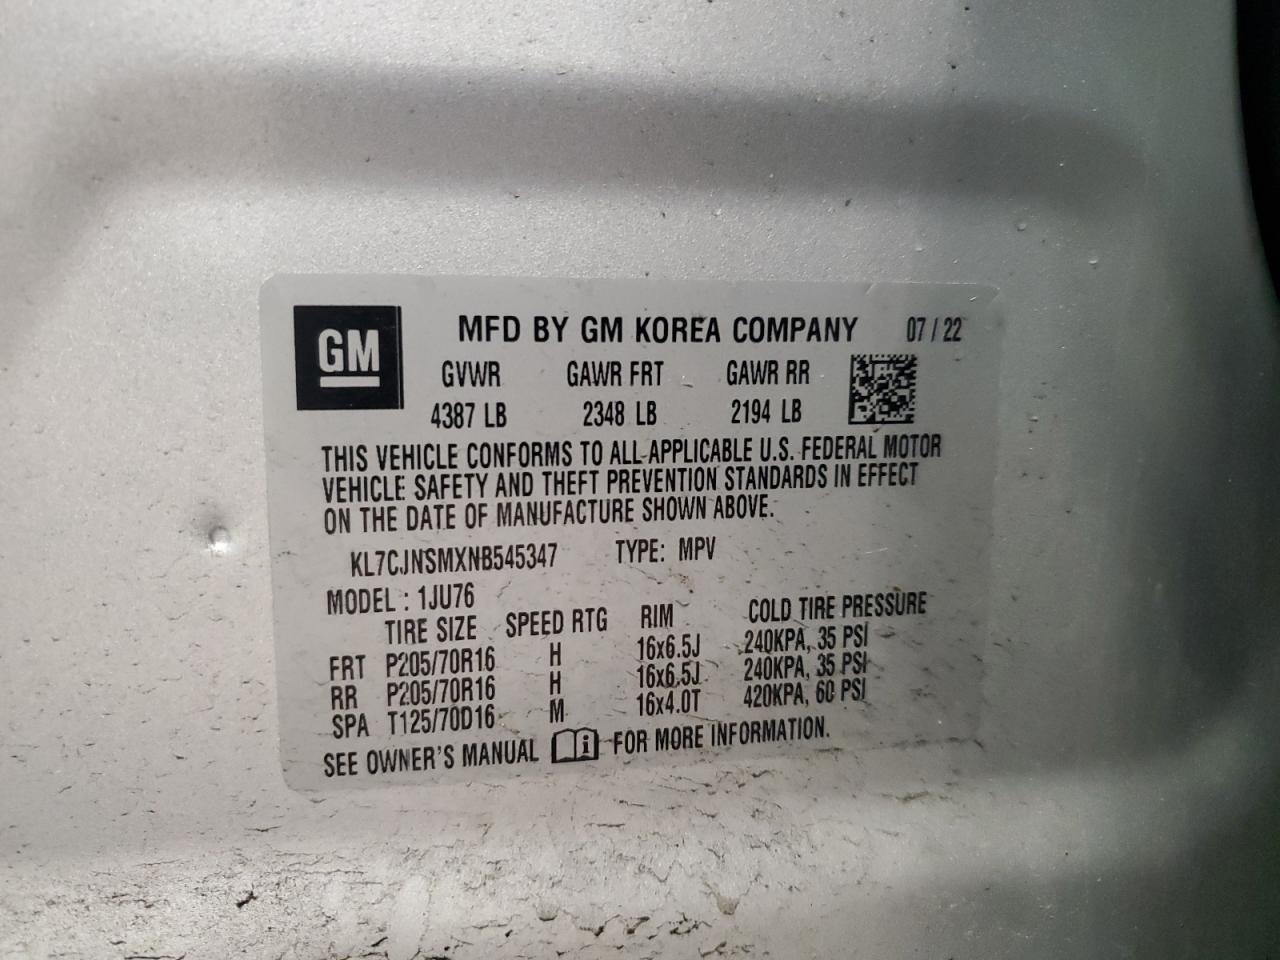 GM MFD BY GM KOREA COMPANY 07 / 22
GVWR GAWR FRT GAWR RR
4387 LB 2348 LB 2194 LB
THIS VEHICLE CONFORMS TO ALL APPLICABLE U.S. FEDERAL MOTOR
VEHICLE SAFETY AND THEFT PREVENTION STANDARDS IN EFFECT
ON THE DATE OF MANUFACTURE SHOWN ABOVE.
KL7CJNSMXNB545347 TYPE: MPV
MODEL : 1JU76
TIRE SIZE SPEED RTG RIM COLD TIRE PRESSURE
FRT P205/70R16 H 16x6.5J 240KPA, 35 PSI
RR P205/70R16 H 16x6.5J 240KPA, 35 PSI
SPA T125/70D16 M 16x4.0T 420KPA, 60 PSI
SEE OWNER'S MANUAL i FOR MORE INFORMATION.